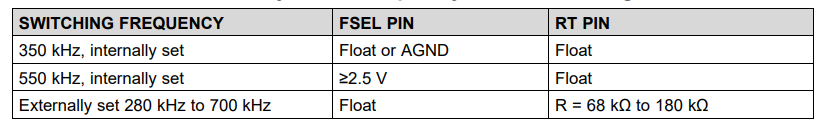 SWITCHING FREQUENCY FSEL PIN RT PIN
350 kHz, internally set Float or AGND Float
550 kHz, internally set ≥2.5 V Float
Externally set 280 kHz to 700 kHz Float R = 68 kΩ to 180 kΩ